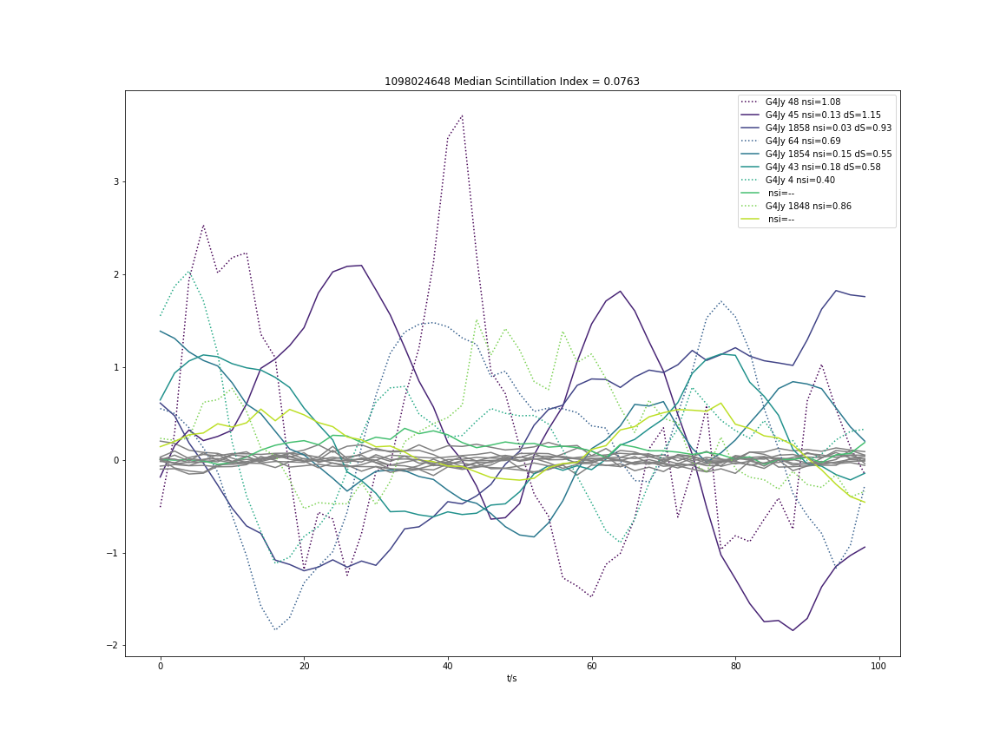 1098024648 Median Scintillation Index = 0.0763
G4Jy 48 nsi=1.08
G4Jy 45 nsi=0.13 dS=1.15
G4Jy 1858 nsi=0.03 dS=0.93
G4Jy 64 nsi=0.69
G4Jy 1854 nsi=0.15 dS=0.55
G4Jy 43 nsi=0.18 dS=0.58
G4Jy 4 nsi=0.40
nsi=--
G4Jy 1848 nsi=0.86
nsi=--
3
2
1
0
−1
−2
0 20 40 60 80 100
t/s